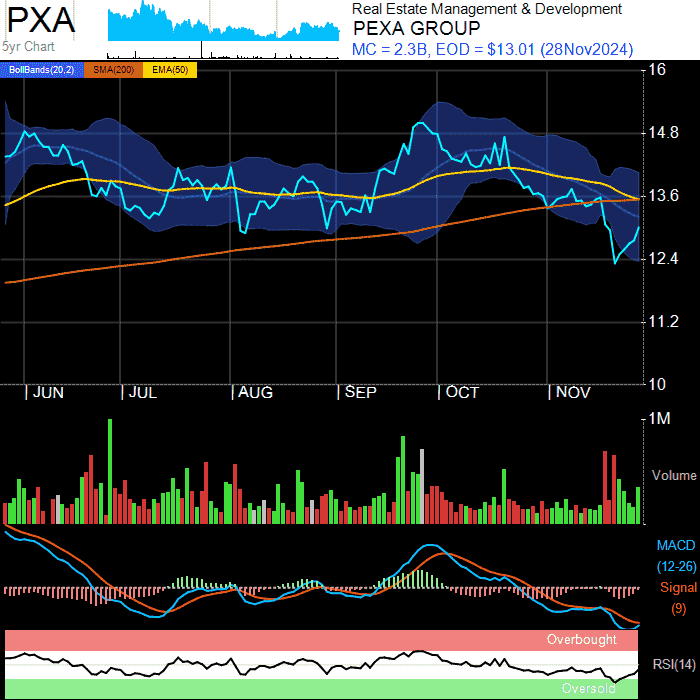 PXA
5yr Chart
Real Estate Management & Development
PEXA GROUP
MC = 2.3B, EOD = $13.01 (28Nov2024)
BollBands(20,2) SMA(200) EMA(50)
16
14.8
13.6
12.4
11.2
10
JUN JUL AUG SEP OCT NOV
1M
Volume
MACD
(12-26)
Signal
(9)
Overbought
RSI(14)
Oversold